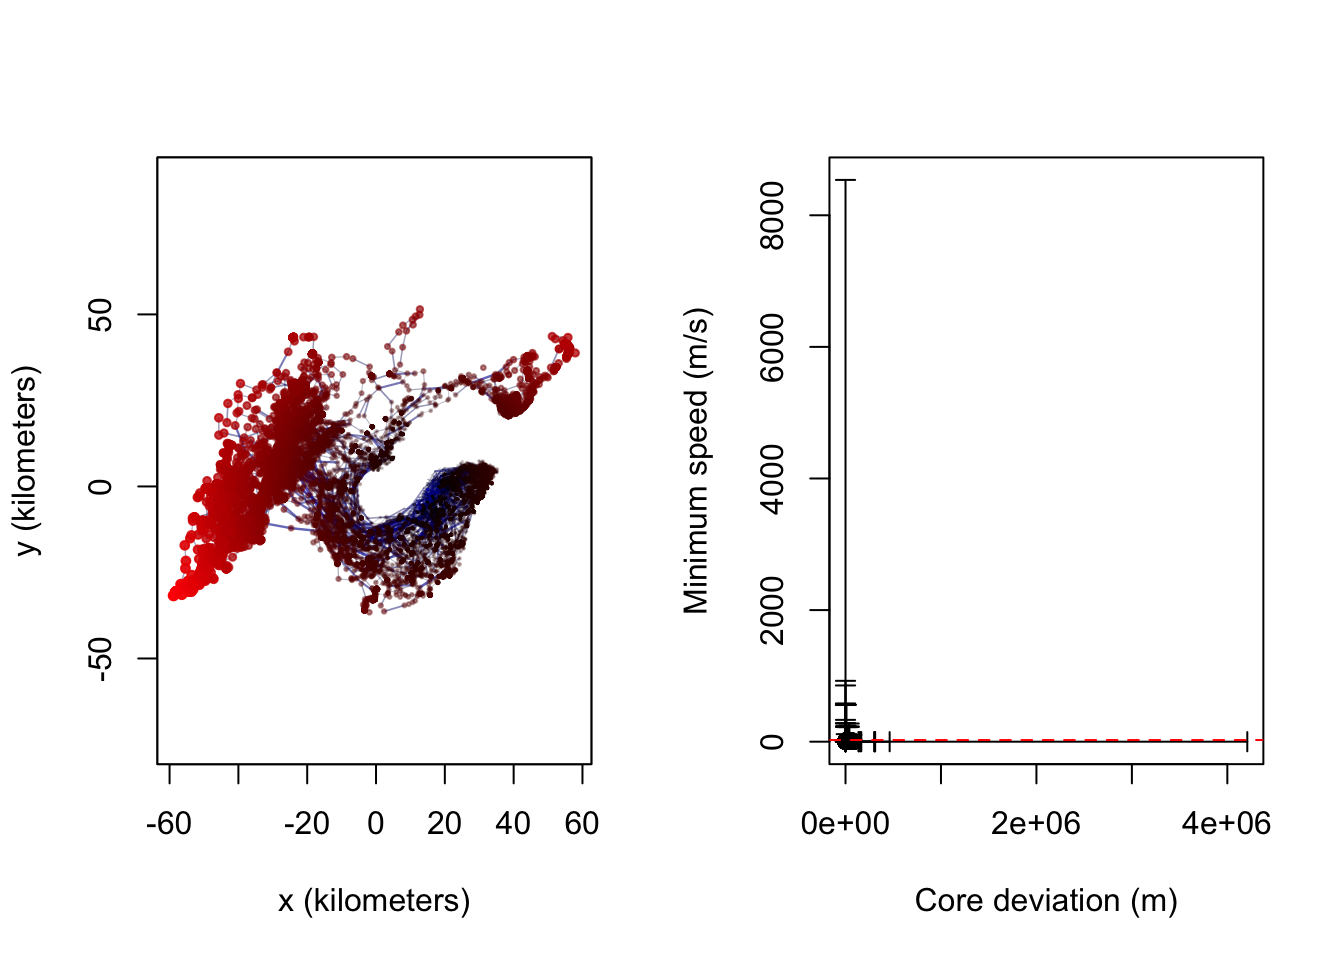 50
0
-50
y (kilometers)
-60
-20
0
20
40
60
x (kilometers)
8000
6000
4000
2000
0
Minimum speed (m/s)
0e+00
2e+06
4e+06
Core deviation (m)